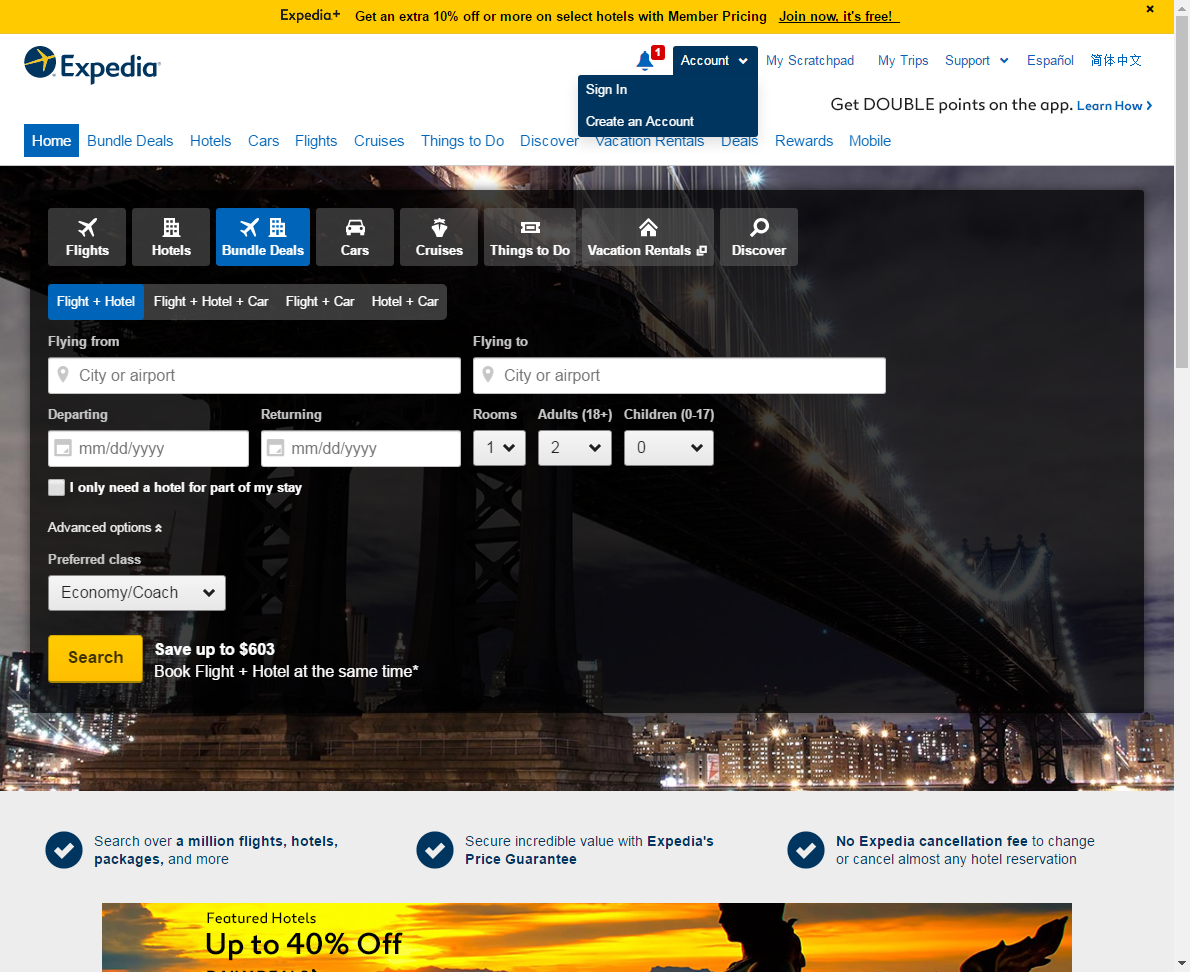 Expedia+ Get an extra 10% off or more on select hotels with Member Pricing Join now, it's free!
Expedia
1
Account
My Scratchpad
My Trips
Support
Español
简体中文
Sign In
Create an Account
Get DOUBLE points on the app. Learn How
Home
Bundle Deals
Hotels
Cars
Flights
Cruises
Things to Do
Discover
Vacation Rentals
Deals
Rewards
Mobile
Flights
Hotels
Bundle Deals
Cars
Cruises
Things to Do
Vacation Rentals
Discover
Flight + Hotel
Flight + Hotel + Car
Flight + Car
Hotel + Car
Flying from
Flying to
City or airport
City or airport
Departing
Returning
Rooms
Adults (18+)
Children (0-17)
mm/dd/yyyy
mm/dd/yyyy
1
2
0
I only need a hotel for part of my stay
Advanced options
Preferred class
Economy/Coach
Search
Save up to $603
Book Flight + Hotel at the same time*
Search over a million flights, hotels,
packages, and more
Secure incredible value with Expedia's
Price Guarantee
No Expedia cancellation fee to change
or cancel almost any hotel reservation
Featured Hotels
Up to 40% Off